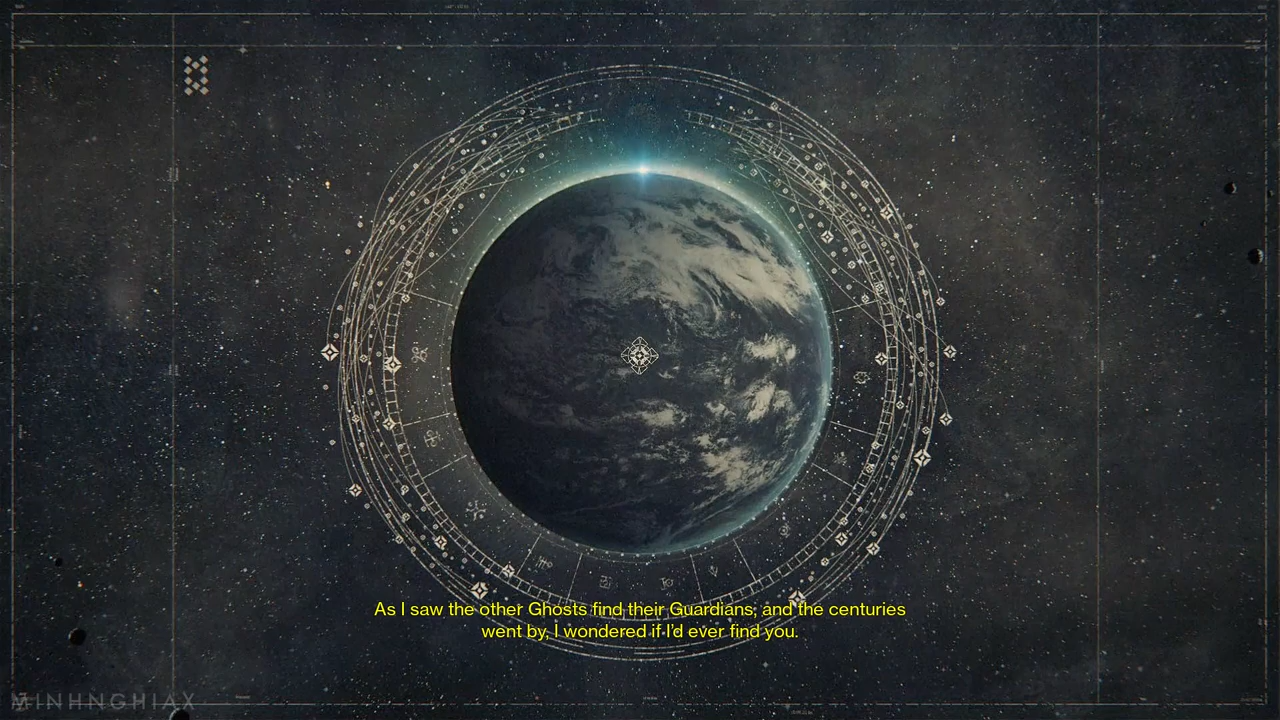 As I saw the other Ghosts find their Guardians, and the centuries
went by, I wondered if I'd ever find you.
MINHNGHIAX